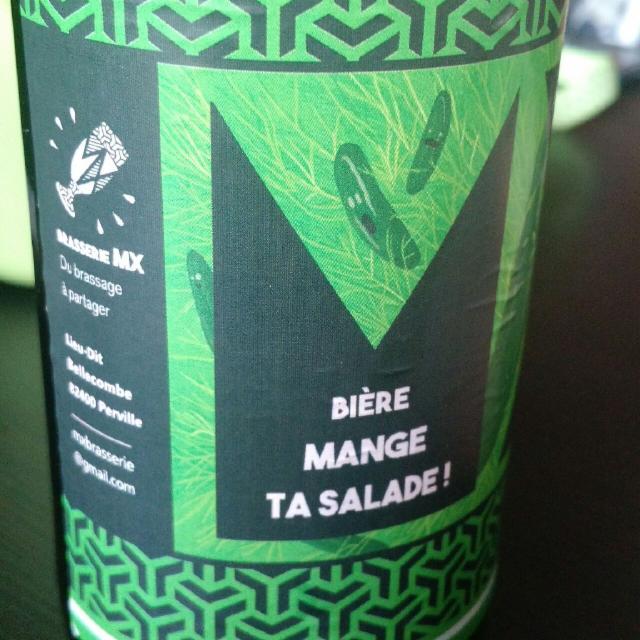 BRASSERIE MX
Du brassage
à partager
Lieu-Dit
Bellecombe
82400 Perville
mxbrasserie
@gmail.com
M
BIÈRE
MANGE
TA SALADE !